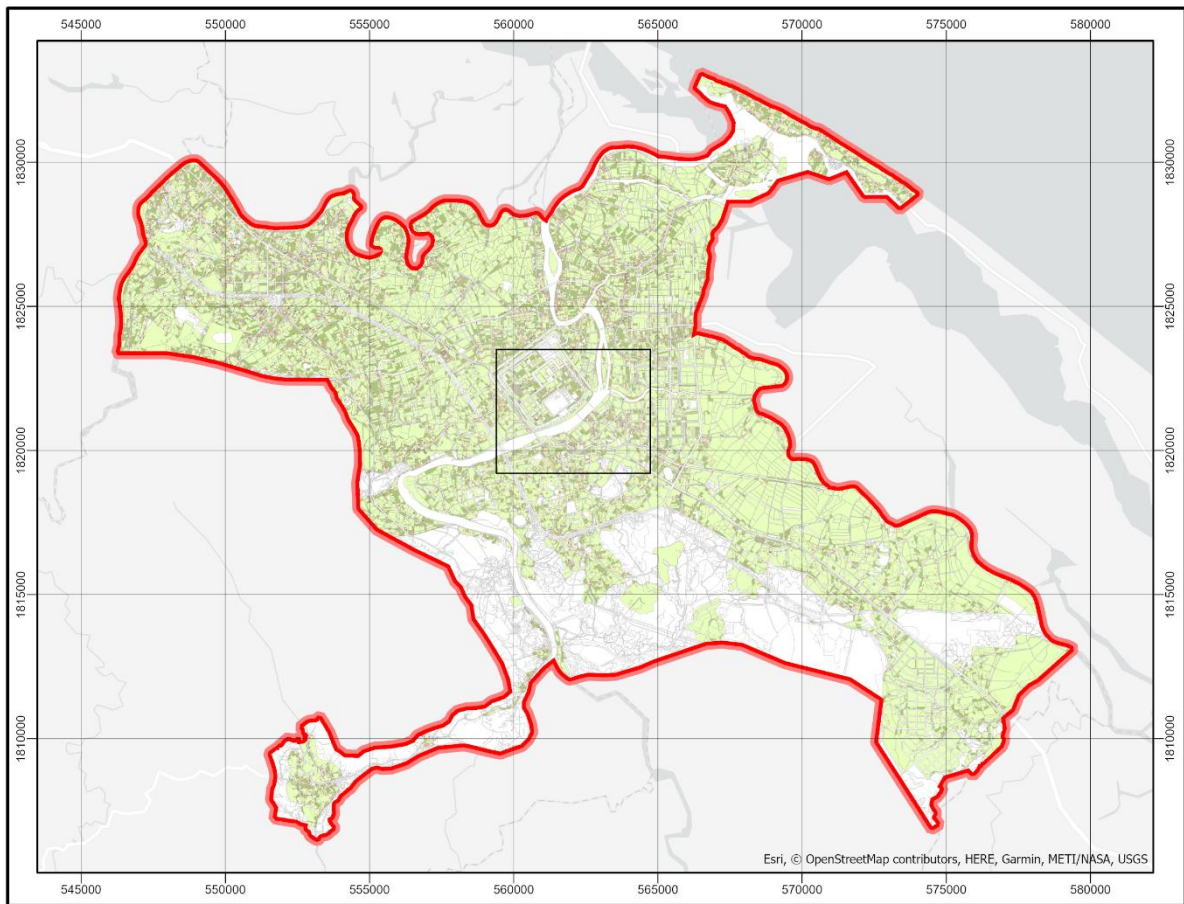 545000 550000 555000 560000 565000 570000 575000 580000
1830000 1830000
1825000 1825000
1820000 1820000
1815000 1815000
1810000 1810000
Esri, © OpenStreetMap contributors, HERE, Garmin, METI/NASA, USGS
545000 550000 555000 560000 565000 570000 575000 580000